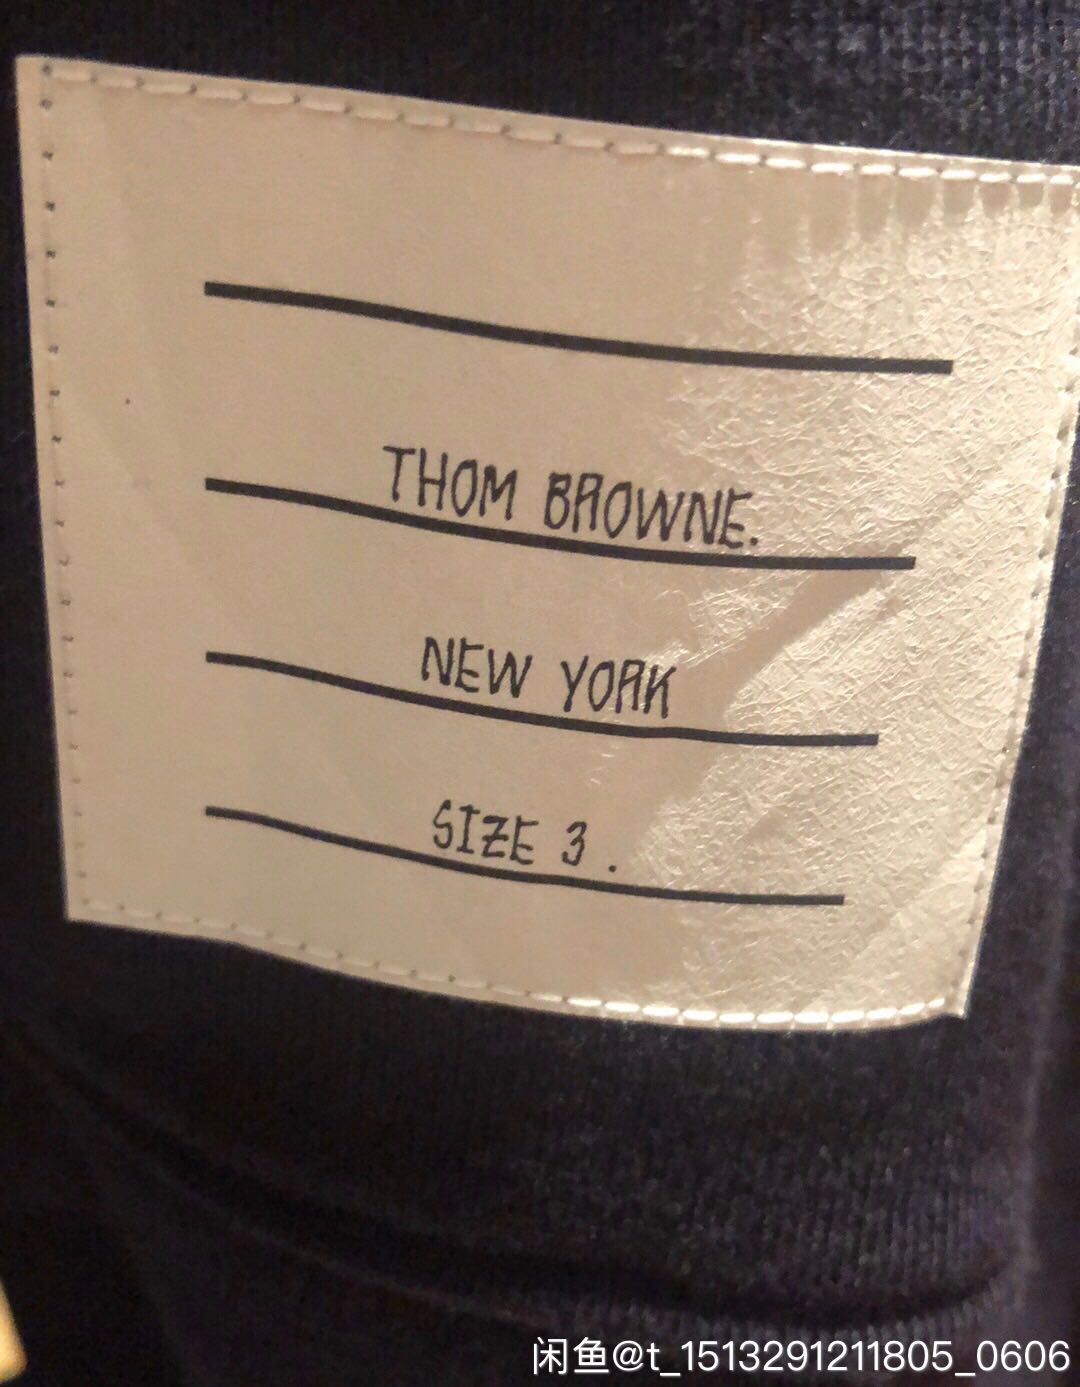 THOM BROWNE.
NEW YORK
SIZE 3.
闲鱼@t_1513291211805_0606